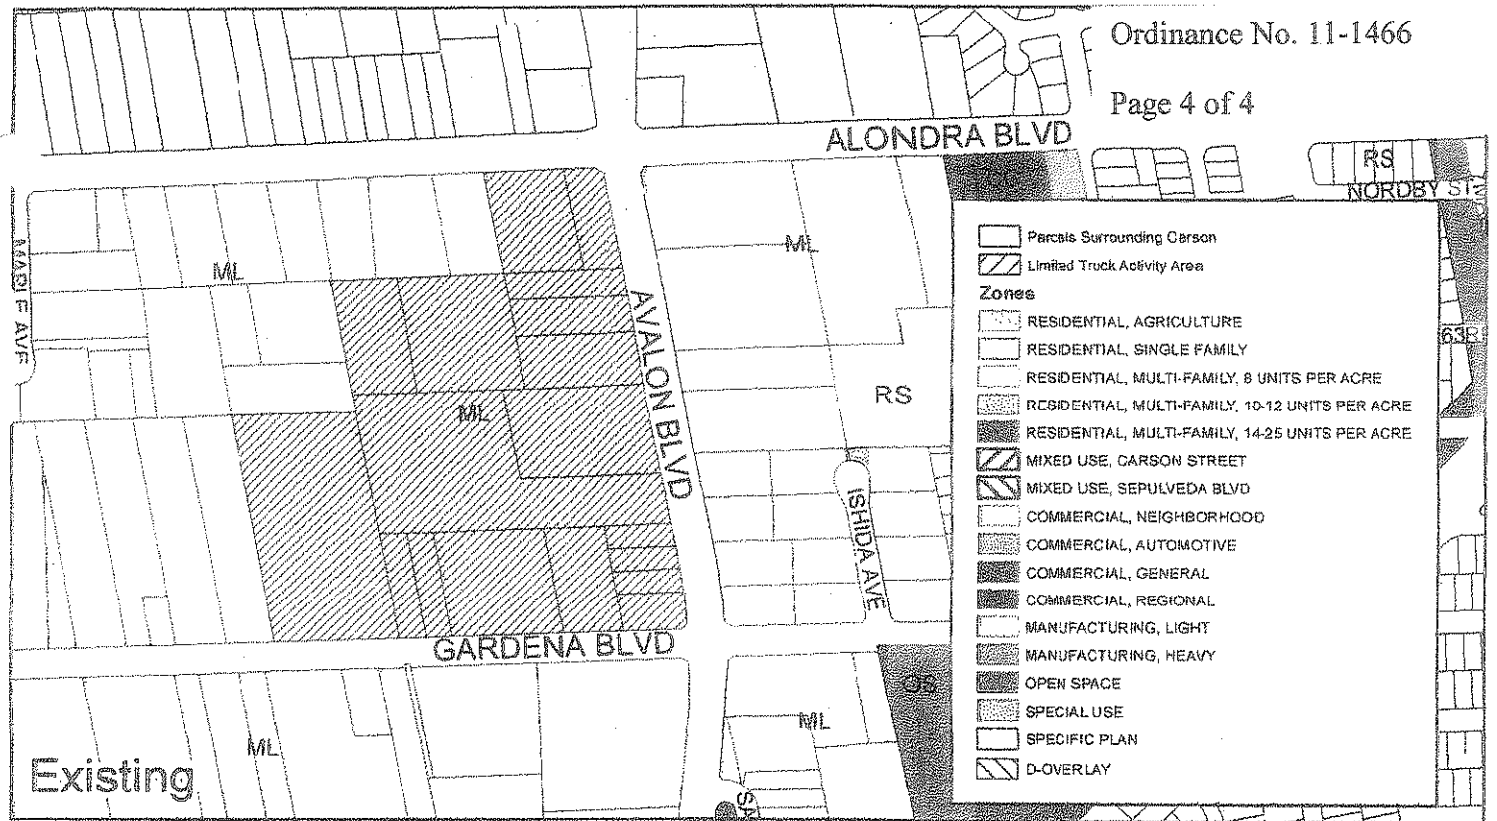 Ordinance No. 11-1466
Page 4 of 4
ALONDRA BLVD
RS
NORDBY ST
ML
ML
AVALON BLVD
ML
RS
ISHIDA AVE
GARDENA BLVD
OS
ML
ML
Existing
Parcels Surrounding Carson
Limited Truck Activity Area
Zones
RESIDENTIAL, AGRICULTURE
RESIDENTIAL, SINGLE FAMILY
RESIDENTIAL, MULTI-FAMILY, 8 UNITS PER ACRE
RESIDENTIAL, MULTI-FAMILY, 10-12 UNITS PER ACRE
RESIDENTIAL, MULTI-FAMILY, 14-25 UNITS PER ACRE
MIXED USE, CARSON STREET
MIXED USE, SEPULVEDA BLVD
COMMERCIAL, NEIGHBORHOOD
COMMERCIAL, AUTOMOTIVE
COMMERCIAL, GENERAL
COMMERCIAL, REGIONAL
MANUFACTURING, LIGHT
MANUFACTURING, HEAVY
OPEN SPACE
SPECIAL USE
SPECIFIC PLAN
D-OVERLAY